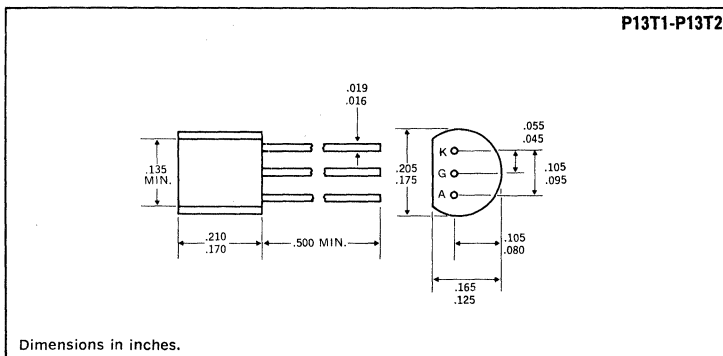 P13T1-P13T2
.019
.016
.055
.045
K
G
A
.135
MIN.
.205
.175
.105
.095
.210
.170
.500 MIN.
.105
.080
.165
.125
Dimensions in inches.